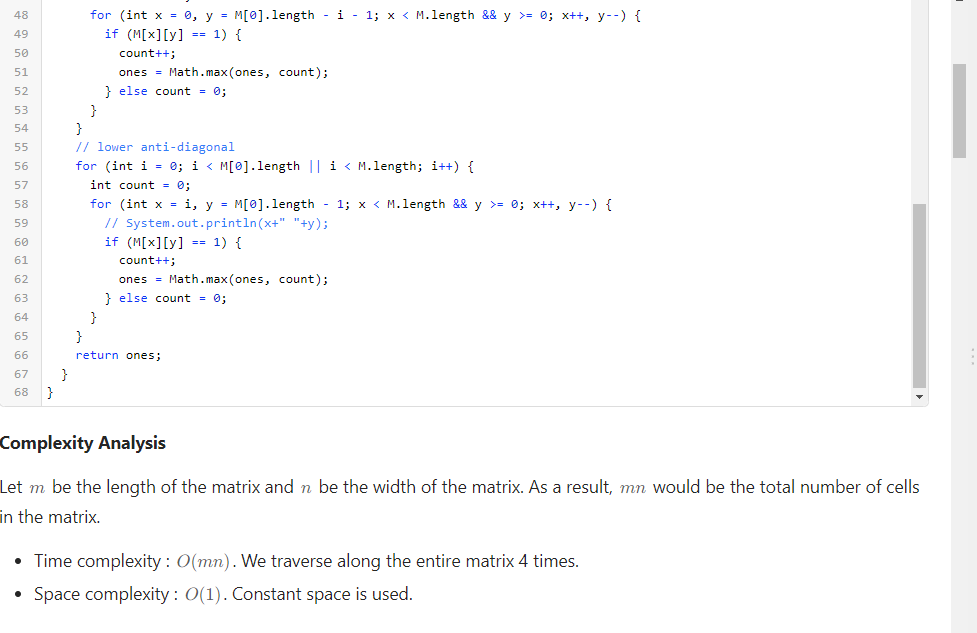 48 for (int x = 0, y = M[0].length - i - 1; x < M.length && y >= 0; x++, y--) {
49 if (M[x][y] == 1) {
50 count++;
51 ones = Math.max(ones, count);
52 } else count = 0;
53 }
54 }
55 // lower anti-diagonal
56 for (int i = 0; i < M[0].length || i < M.length; i++) {
57 int count = 0;
58 for (int x = i, y = M[0].length - 1; x < M.length && y >= 0; x++, y--) {
59 // System.out.println(x+" "+y);
60 if (M[x][y] == 1) {
61 count++;
62 ones = Math.max(ones, count);
63 } else count = 0;
64 }
65 }
66 return ones;
67 }
68 }
Complexity Analysis
Let m be the length of the matrix and n be the width of the matrix. As a result, mn would be the total number of cells
in the matrix.
• Time complexity : O(mn). We traverse along the entire matrix 4 times.
• Space complexity : O(1). Constant space is used.